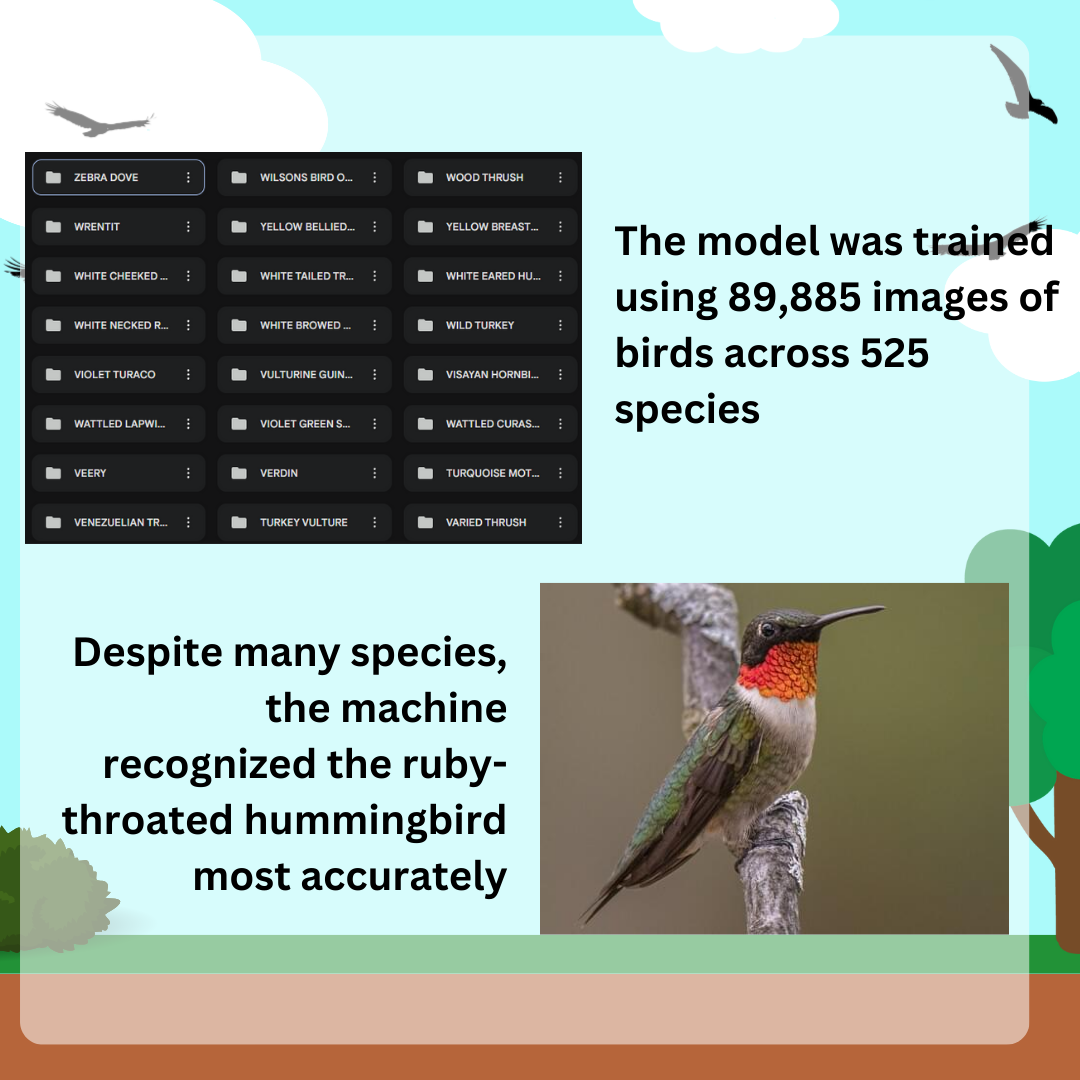 ZEBRA DOVE
WILSONS BIRD O...
WOOD THRUSH
WRENTIT
YELLOW BELLIED...
YELLOW BREAST...
WHITE CHEEKED ...
WHITE TAILED TR...
WHITE EARED HU...
WHITE NECKED R...
WHITE BROWED ...
WILD TURKEY
VIOLET TURACO
VULTURINE GUIN...
VISAYAN HORNBI...
WATTLED LAPWI...
VIOLET GREEN S...
WATTLED CURAS...
VEERY
VERDIN
TURQUOISE MOT...
VENEZUELIAN TR...
TURKEY VULTURE
VARIED THRUSH
The model was trained
using 89,885 images of
birds across 525
species
Despite many species,
the machine
recognized the ruby-
throated hummingbird
most accurately